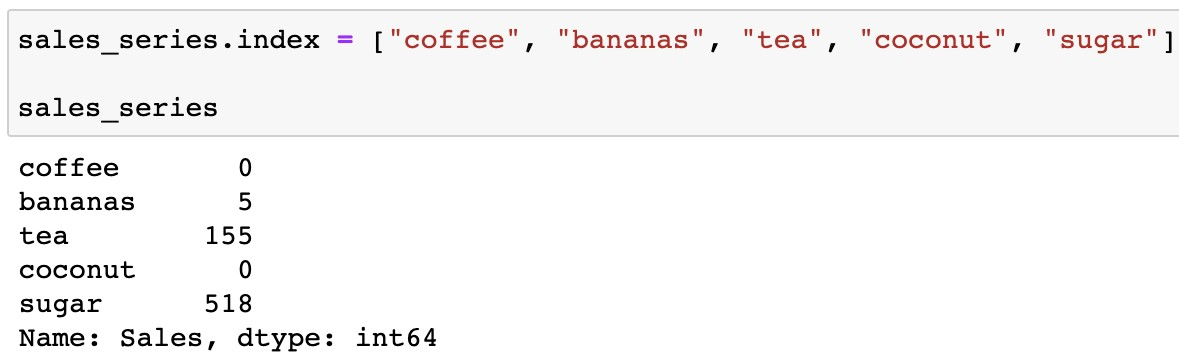 sales_series.index = ["coffee", "bananas", "tea", "coconut", "sugar"]
sales_series
coffee 0
bananas 5
tea 155
coconut 0
sugar 518
Name: Sales, dtype: int64